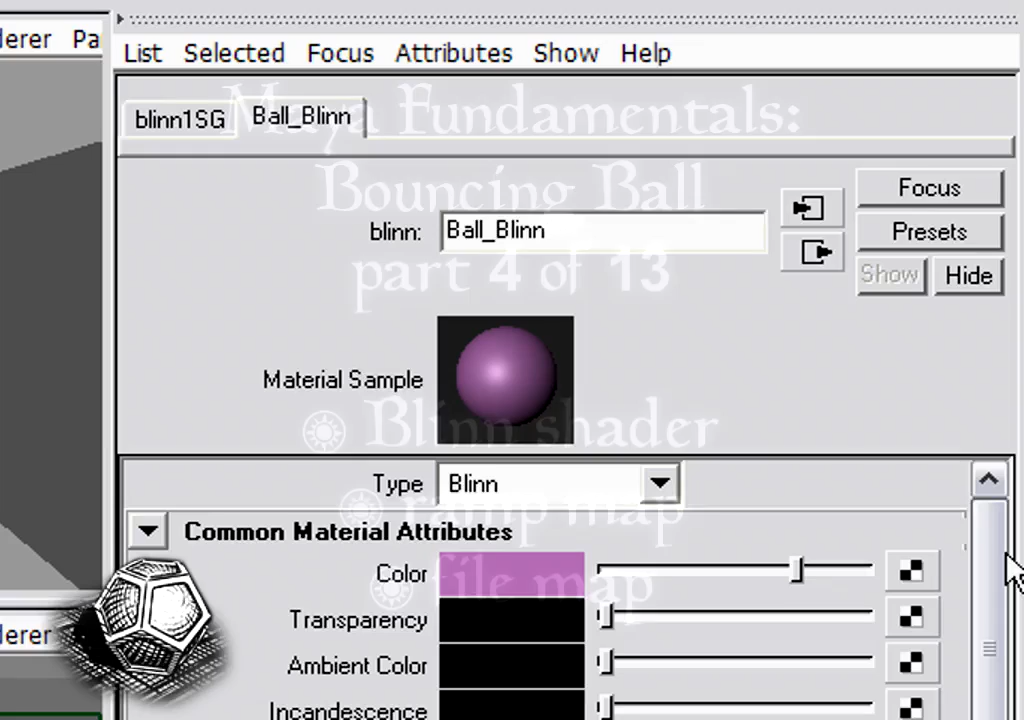 lerer Pa
List Selected Focus Attributes Show Help
Maya Fundamentals:
blinn1SG Ball_Blinn
Bouncing Ball
Focus
blinn: Ball_Blinn
Presets
part 4 of 13
Show Hide
Material Sample
Blinn shader
Type Blinn
ramp map
Common Material Attributes
Color
file map
Transparency
lerer
Ambient Color
Incandescence